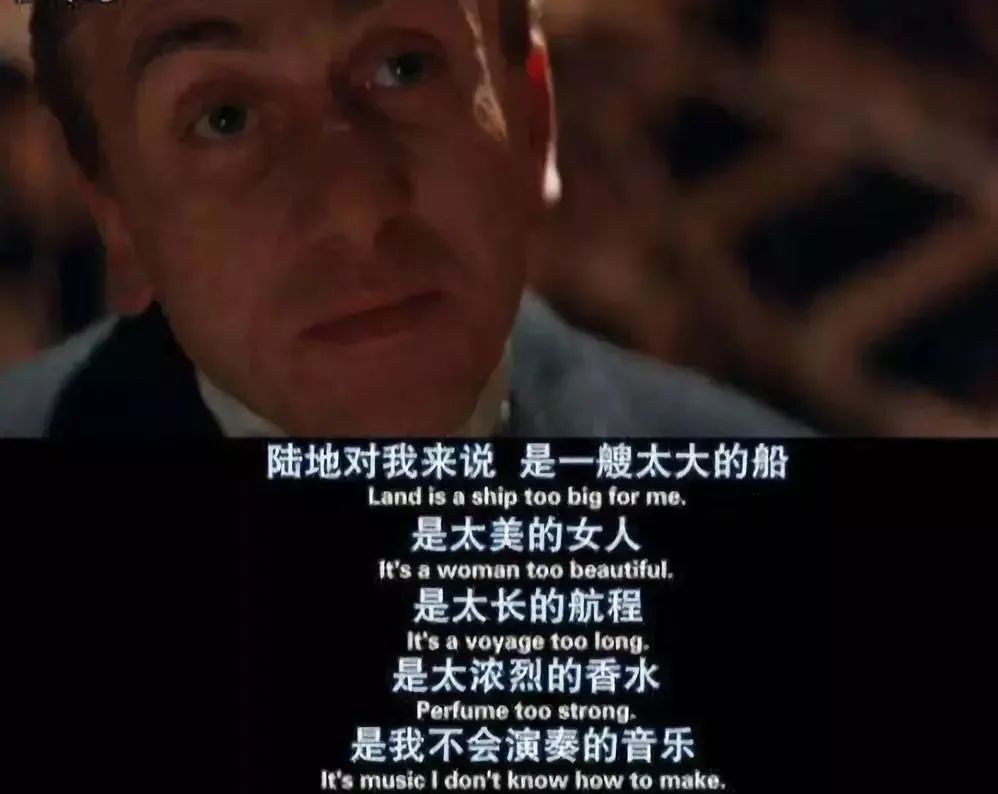 陆地对我来说 是一艘太大的船
Land is a ship too big for me.
是太美的女人
It's a woman too beautiful.
是太长的航程
It's a voyage too long.
是太浓烈的香水
Perfume too strong.
是我不会演奏的音乐
It's music I don't know how to make.